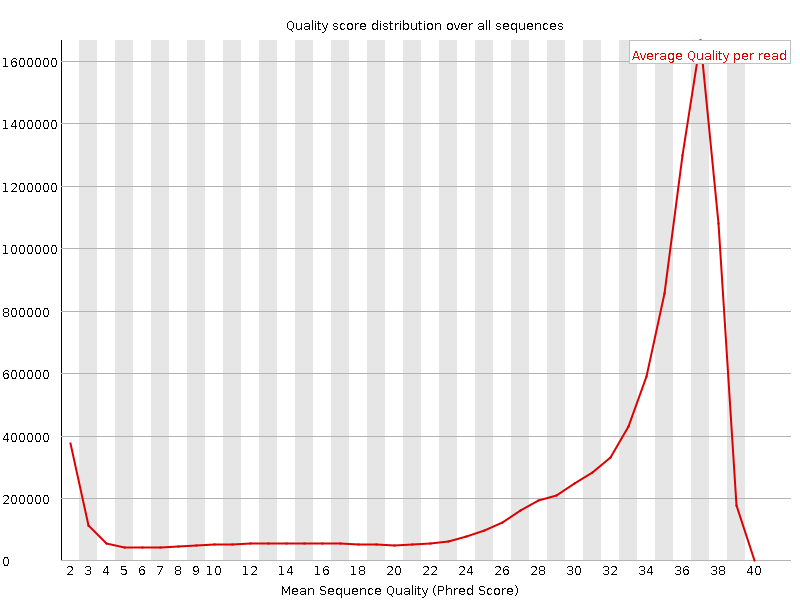 Quality score distribution over all sequences
Average Quality per read
1600000
1400000
1200000
1000000
800000
600000
400000
200000
0
2 3 4 5 6 7 8 9 10 12 14 16 18 20 22 24 26 28 30 32 34 36 38 40
Mean Sequence Quality (Phred Score)